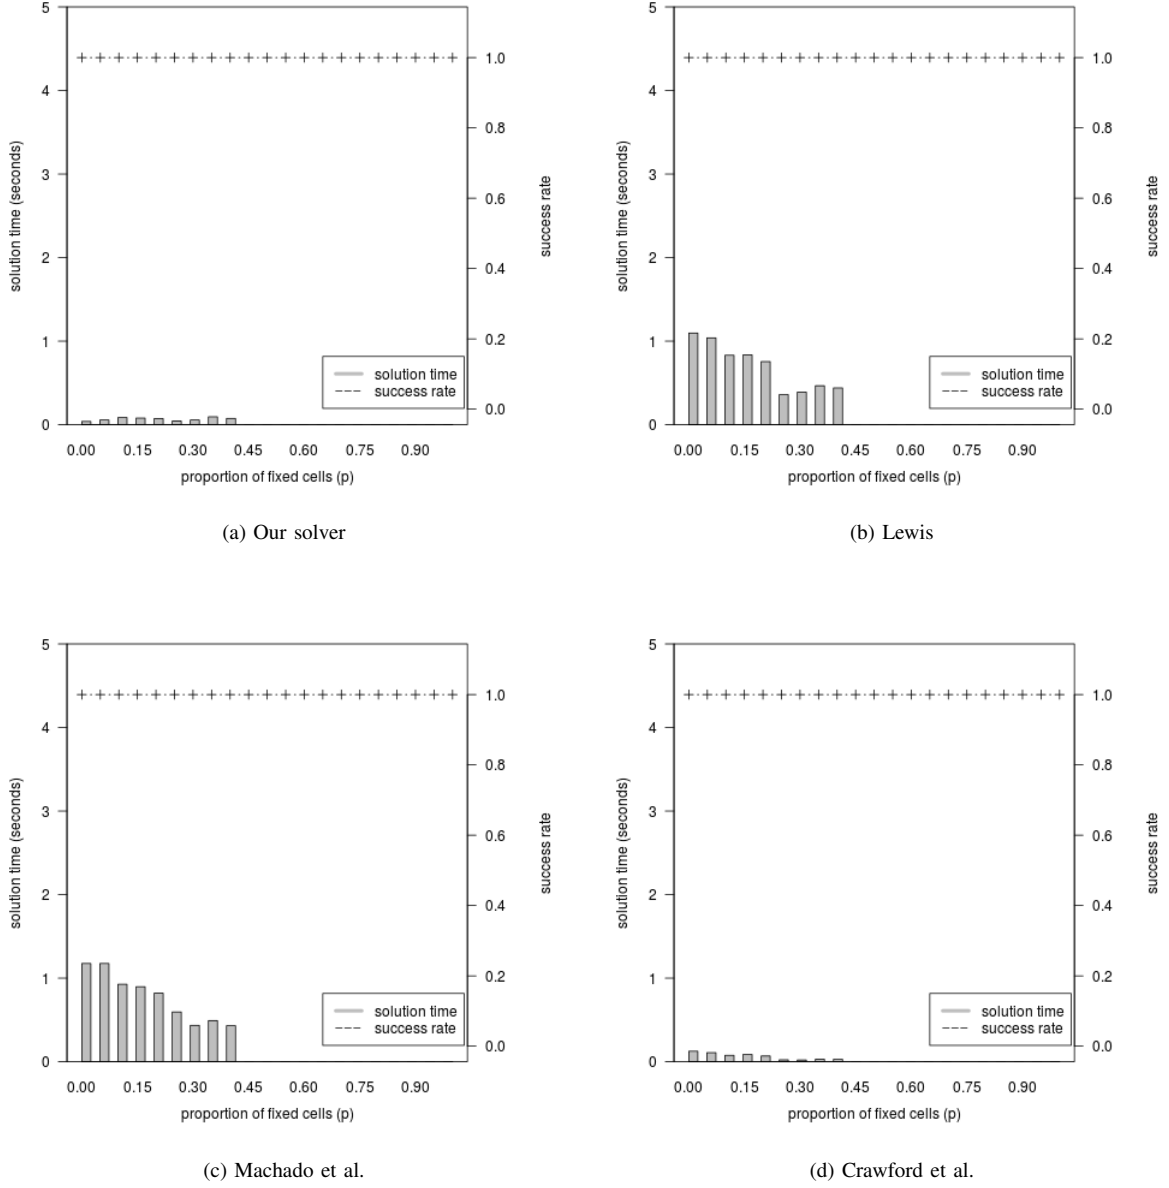 5
4
3
2
1
0
solution time (seconds)
1.0
0.8
0.6
0.4
0.2
0.0
success rate
solution time
success rate
0.00 0.15 0.30 0.45 0.60 0.75 0.90
proportion of fixed cells (p)
(a) Our solver
5
4
3
2
1
0
solution time (seconds)
1.0
0.8
0.6
0.4
0.2
0.0
success rate
solution time
success rate
0.00 0.15 0.30 0.45 0.60 0.75 0.90
proportion of fixed cells (p)
(b) Lewis
5
4
3
2
1
0
solution time (seconds)
1.0
0.8
0.6
0.4
0.2
0.0
success rate
solution time
success rate
0.00 0.15 0.30 0.45 0.60 0.75 0.90
proportion of fixed cells (p)
(c) Machado et al.
5
4
3
2
1
0
solution time (seconds)
1.0
0.8
0.6
0.4
0.2
0.0
success rate
solution time
success rate
0.00 0.15 0.30 0.45 0.60 0.75 0.90
proportion of fixed cells (p)
(d) Crawford et al.